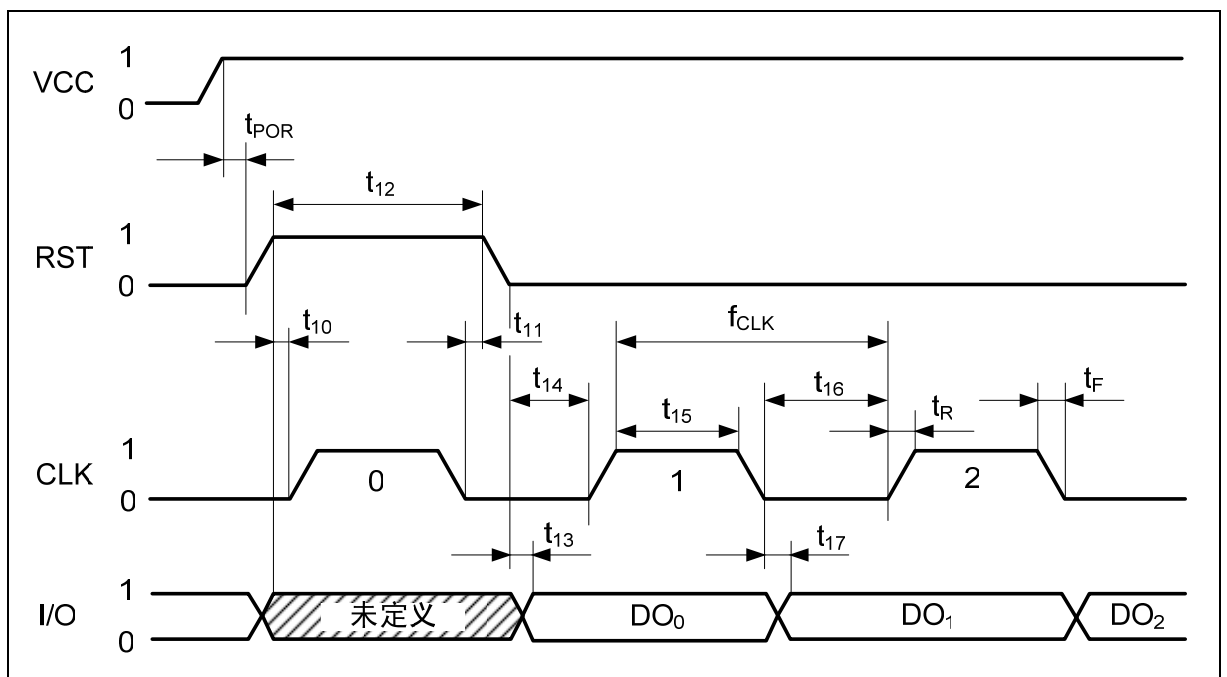 VCC
1
0
tPOR
t12
RST
1
0
t10
t11
fCLK
t14
t16
tF
t15
tR
CLK
1
0
0
1
2
t13
t17
I/O
1
0
未定义
DO0
DO1
DO2